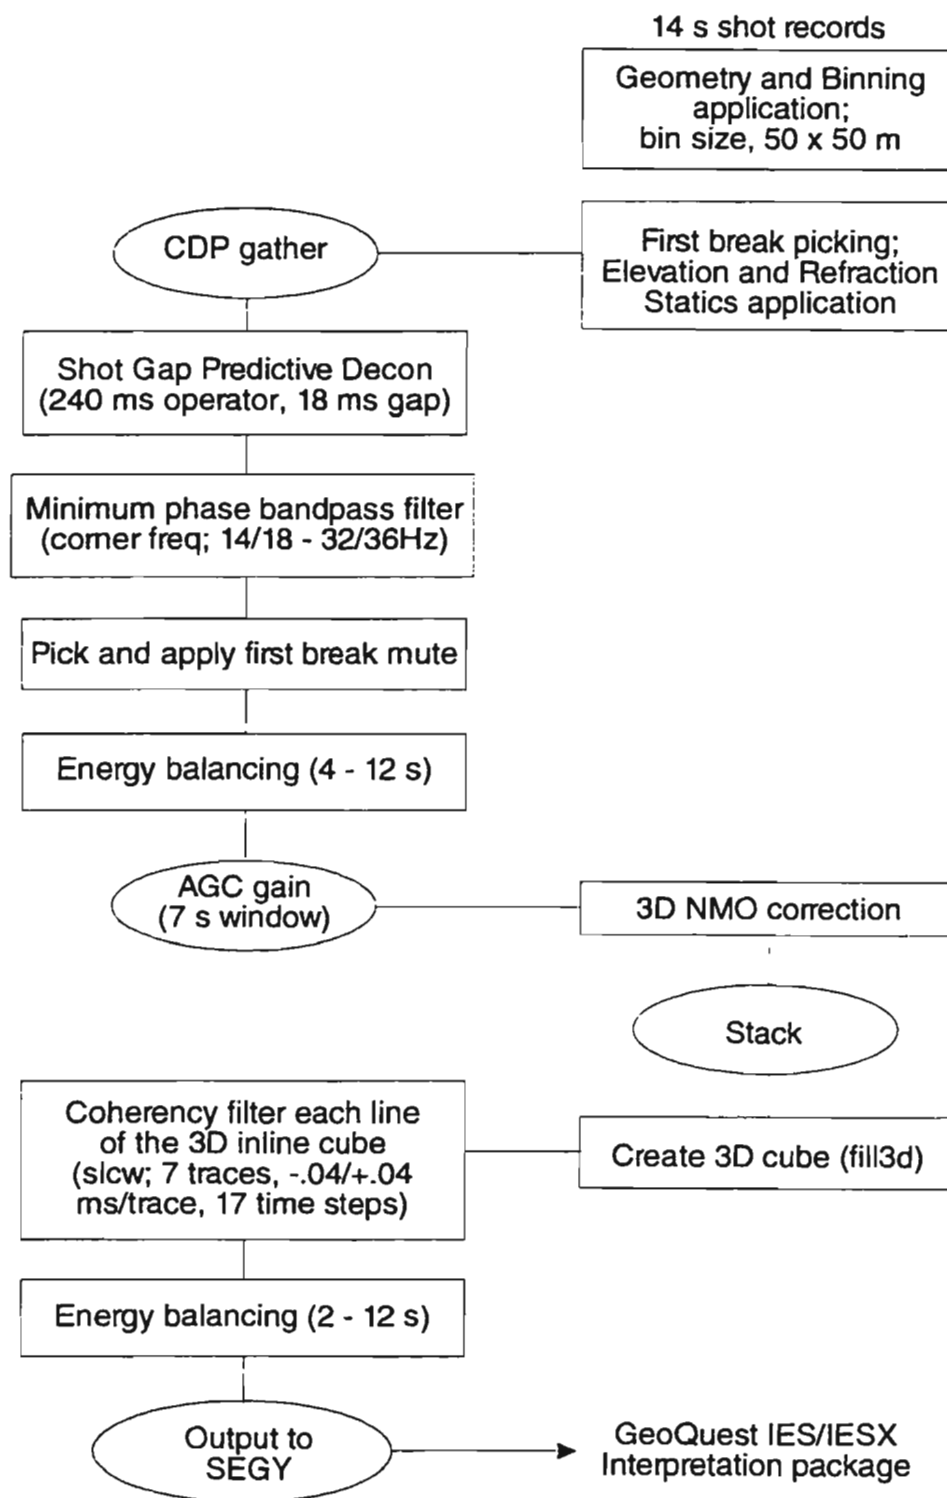 14 s shot records
Geometry and Binning
application;
bin size, 50 x 50 m
First break picking;
Elevation and Refraction
Statics application
CDP gather
Shot Gap Predictive Decon
(240 ms operator, 18 ms gap)
Minimum phase bandpass filter
(corner freq; 14/18 - 32/36Hz)
Pick and apply first break mute
Energy balancing (4 - 12 s)
AGC gain
(7 s window)
3D NMO correction
Stack
Create 3D cube (fill3d)
Coherency filter each line
of the 3D inline cube
(slcw; 7 traces, -.04/+.04
ms/trace, 17 time steps)
Energy balancing (2 - 12 s)
Output to
SEGY
GeoQuest IES/IESX
Interpretation package